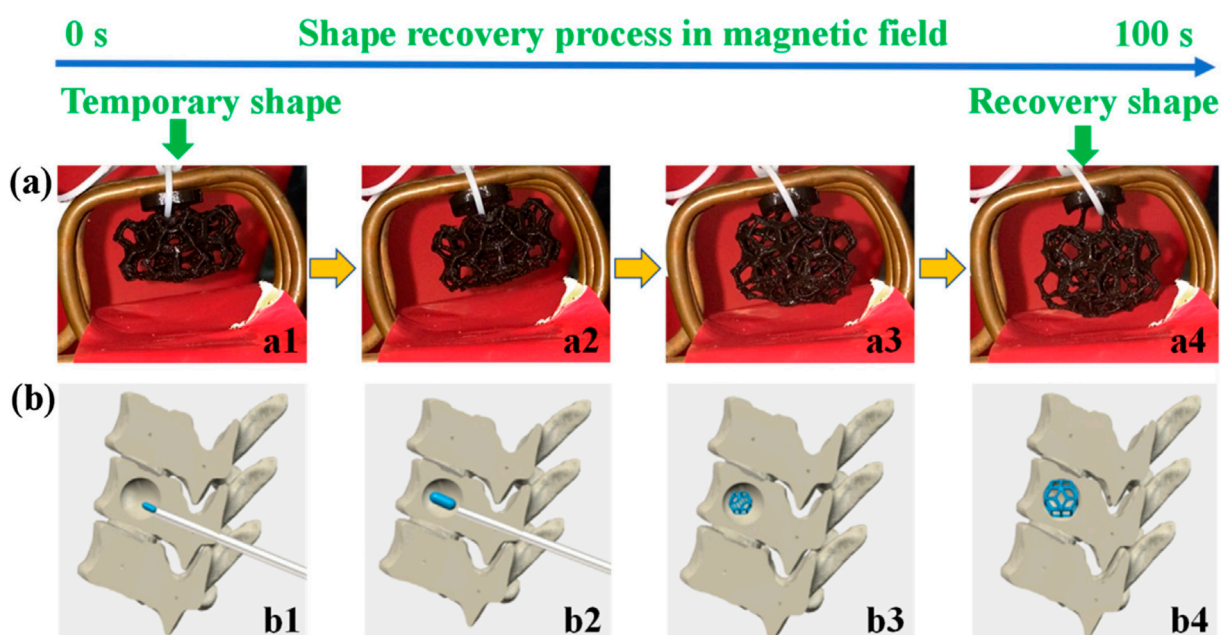 0 s Shape recovery process in magnetic field 100 s
Temporary shape Recovery shape
(a)
a1 a2 a3 a4
(b)
b1 b2 b3 b4